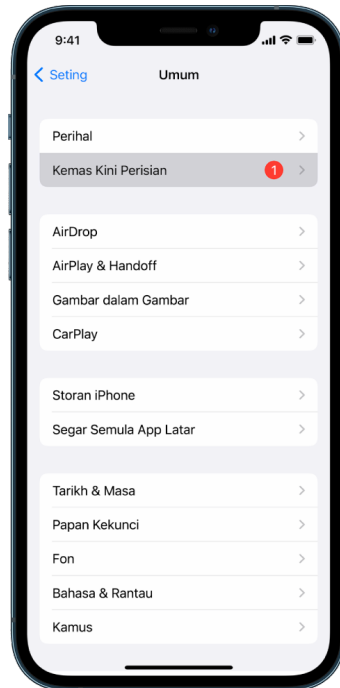 9:41
Seting
Umum
Perihal
Kemas Kini Perisian
1
AirDrop
AirPlay & Handoff
Gambar dalam Gambar
CarPlay
Storan iPhone
Segar Semula App Latar
Tarikh & Masa
Papan Kekunci
Fon
Bahasa & Rantau
Kamus